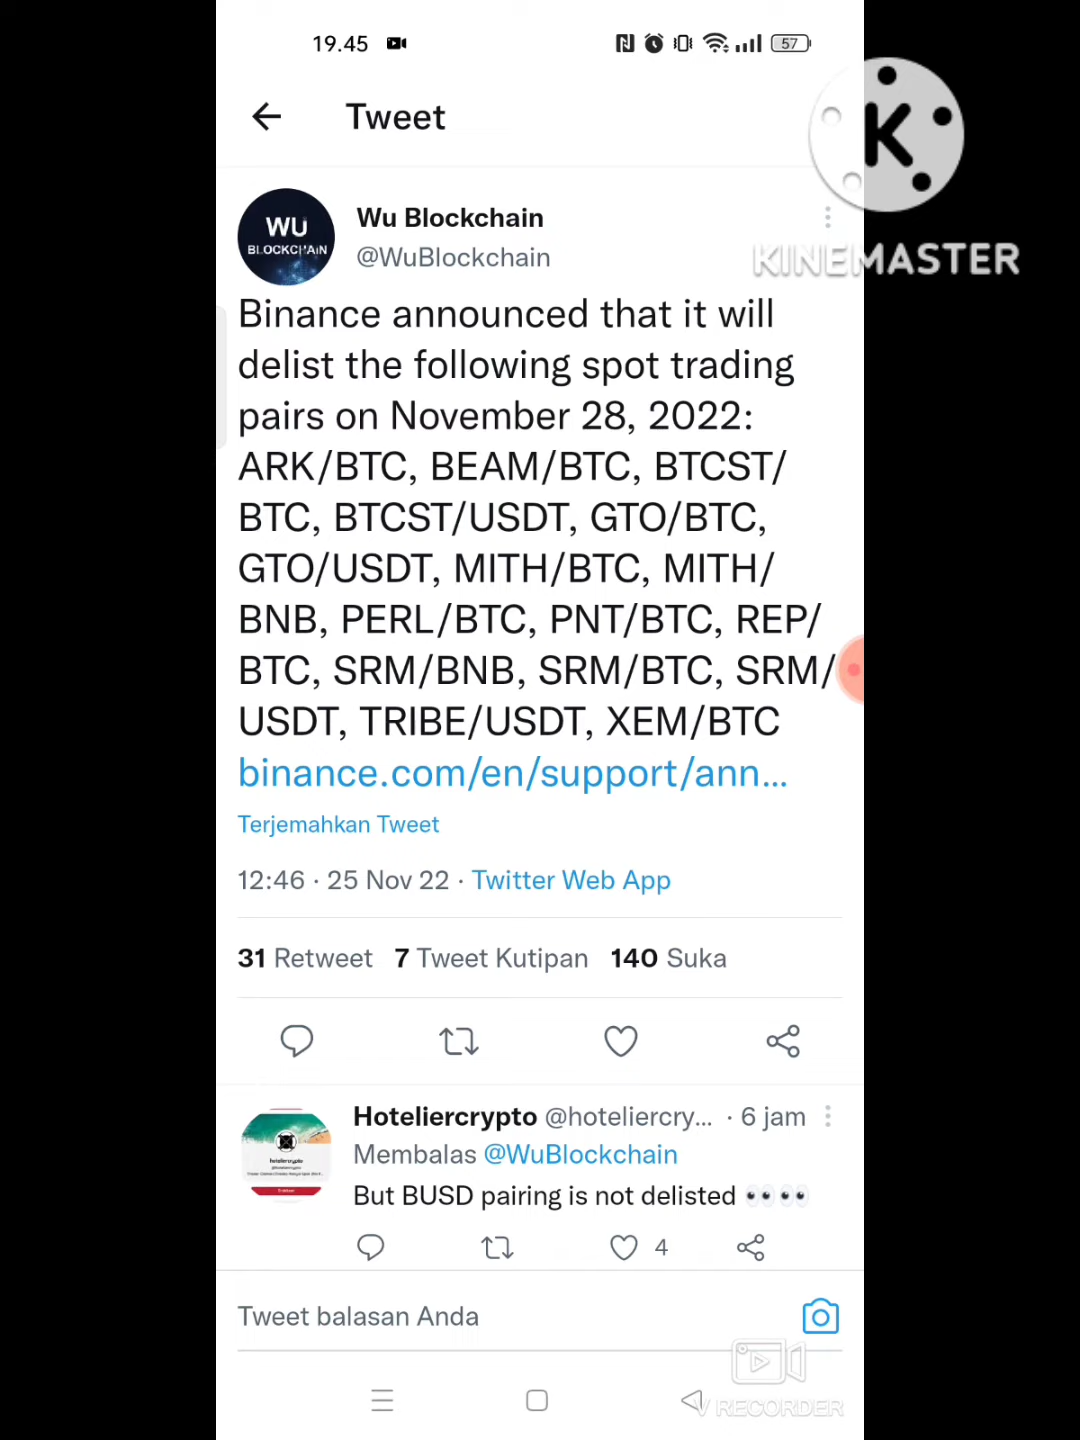 19.45
57
Tweet
K
KINEMASTER
WU
BLOCKCHAIN
Wu Blockchain
@WuBlockchain
Binance announced that it will
delist the following spot trading
pairs on November 28, 2022:
ARK/BTC, BEAM/BTC, BTCST/
BTC, BTCST/USDT, GTO/BTC,
GTO/USDT, MITH/BTC, MITH/
BNB, PERL/BTC, PNT/BTC, REP/
BTC, SRM/BNB, SRM/BTC, SRM/
USDT, TRIBE/USDT, XEM/BTC
binance.com/en/support/ann...
Terjemahkan Tweet
12:46 · 25 Nov 22 · Twitter Web App
31 Retweet 7 Tweet Kutipan 140 Suka
Hoteliercrypto @hoteliercry... · 6 jam
Membalas @WuBlockchain
But BUSD pairing is not delisted 👀👀
4
Tweet balasan Anda
V RECORDER